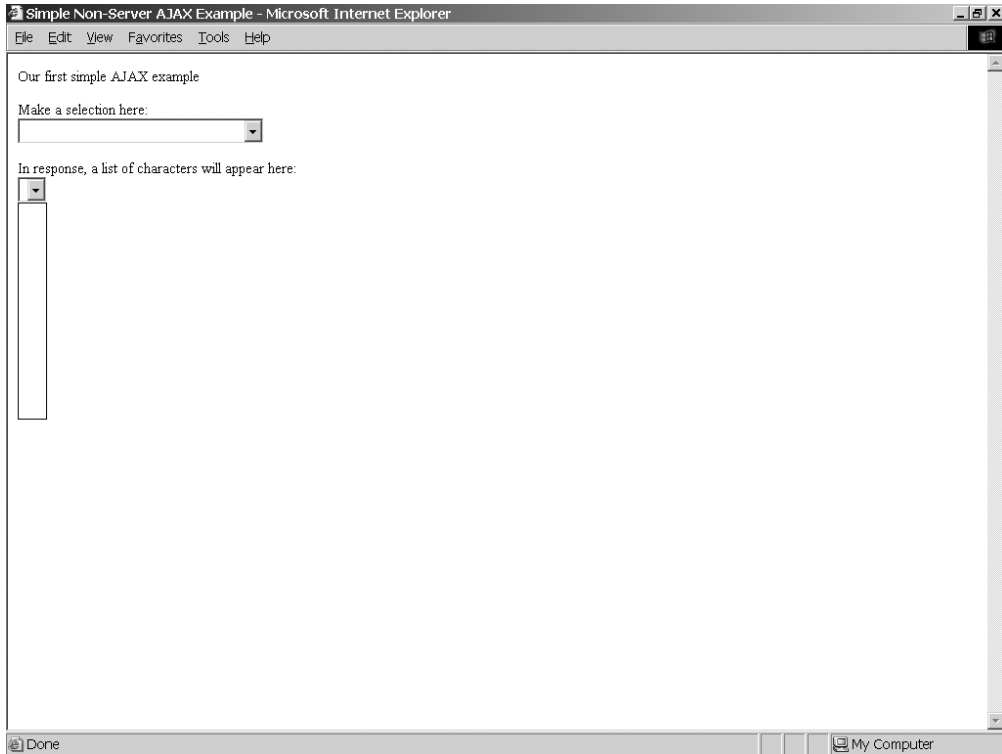 Simple Non-Server AJAX Example - Microsoft Internet Explorer
File Edit View Favorites Tools Help
Our first simple AJAX example
Make a selection here:
In response, a list of characters will appear here:
Done
My Computer